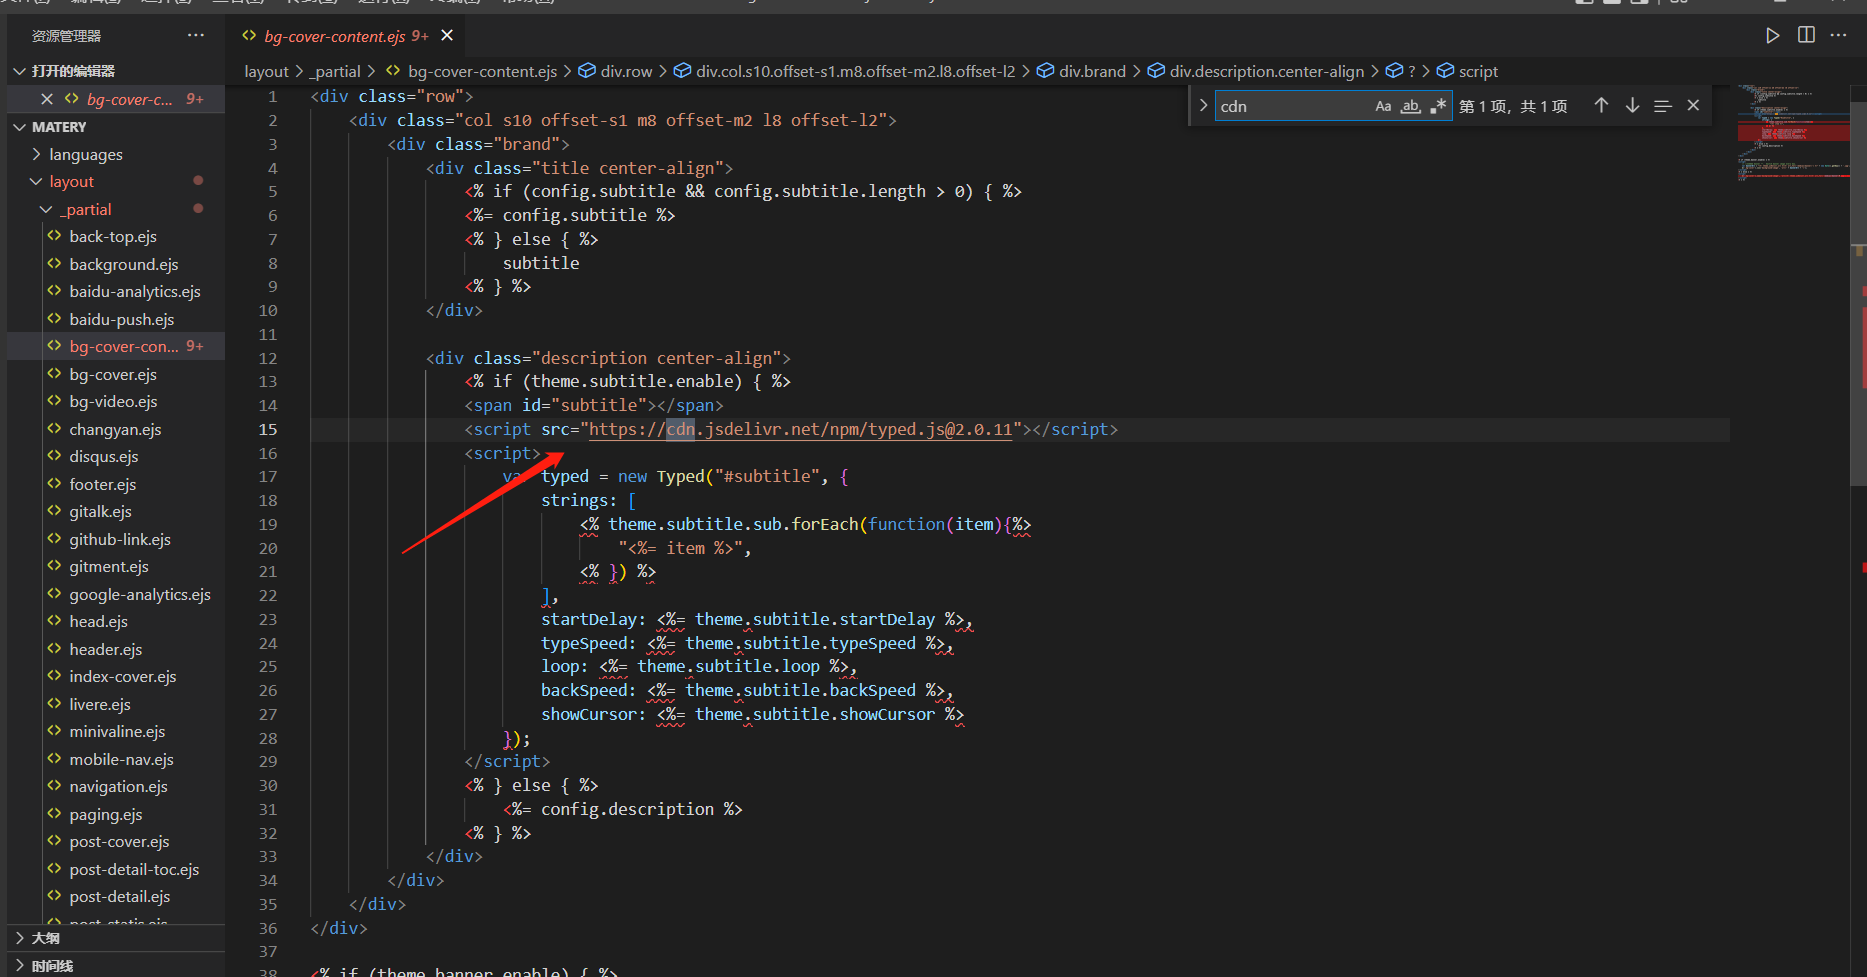 资源管理器
bg-cover-content.ejs 9+
打开的编辑器
bg-cover-c... 9+
MATERY
languages
layout
_partial
back-top.ejs
background.ejs
baidu-analytics.ejs
baidu-push.ejs
bg-cover-con... 9+
bg-cover.ejs
bg-video.ejs
changyan.ejs
disqus.ejs
footer.ejs
gitalk.ejs
github-link.ejs
gitment.ejs
google-analytics.ejs
head.ejs
header.ejs
index-cover.ejs
livere.ejs
minivaline.ejs
mobile-nav.ejs
navigation.ejs
paging.ejs
post-cover.ejs
post-detail-toc.ejs
post-detail.ejs
post-statis.ejs
大纲
时间线
layout > _partial > bg-cover-content.ejs > div.row > div.col.s10.offset-s1.m8.offset-m2.l8.offset-l2 > div.brand > div.description.center-align > ? > script
cdn Aa ab .* 第 1 项，共 1 项
1 <div class="row">
2 <div class="col s10 offset-s1 m8 offset-m2 l8 offset-l2">
3 <div class="brand">
4 <div class="title center-align">
5 <% if (config.subtitle && config.subtitle.length > 0) { %>
6 <%= config.subtitle %>
7 <% } else { %>
8 subtitle
9 <% } %>
10 </div>
11
12 <div class="description center-align">
13 <% if (theme.subtitle.enable) { %>
14 <span id="subtitle"></span>
15 <script src="https://cdn.jsdelivr.net/npm/typed.js@2.0.11"></script>
16 <script>
17 var typed = new Typed("#subtitle", {
18 strings: [
19 <% theme.subtitle.sub.forEach(function(item){%>
20 "<%= item %>",
21 <% }) %>
22 ],
23 startDelay: <%= theme.subtitle.startDelay %>,
24 typeSpeed: <%= theme.subtitle.typeSpeed %>,
25 loop: <%= theme.subtitle.loop %>,
26 backSpeed: <%= theme.subtitle.backSpeed %>,
27 showCursor: <%= theme.subtitle.showCursor %>
28 });
29 </script>
30 <% } else { %>
31 <%= config.description %>
32 <% } %>
33 </div>
34 </div>
35 </div>
36 </div>
37
38 <% if (theme.banner.enable) { %>